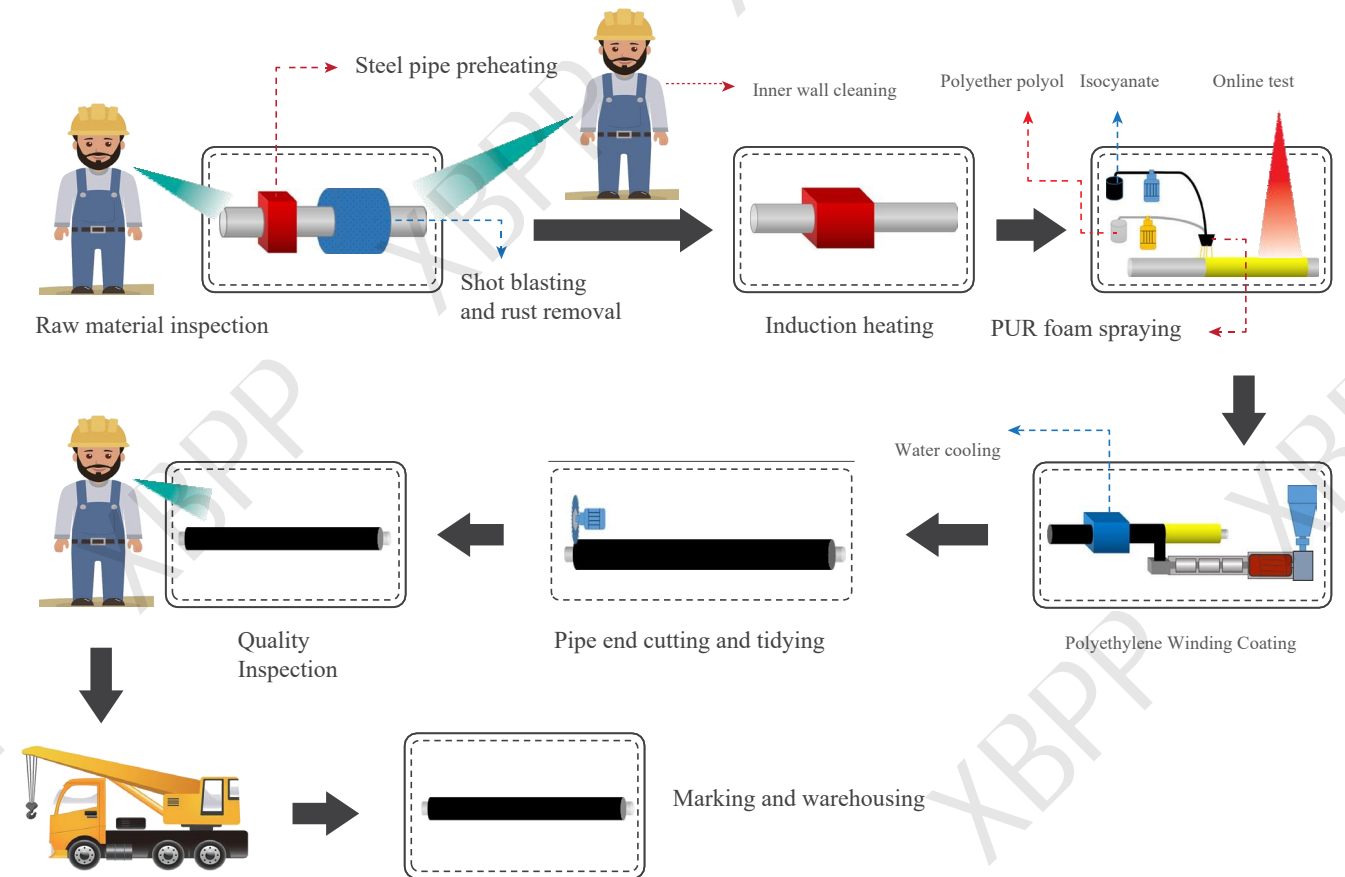 Steel pipe preheating
Inner wall cleaning
Polyether polyol
Isocyanate
Online test
Shot blasting
and rust removal
Raw material inspection
Induction heating
PUR foam spraying
Water cooling
Quality
Inspection
Pipe end cutting and tidying
Polyethylene Winding Coating
Marking and warehousing
XBPP
XBPP
XBPP